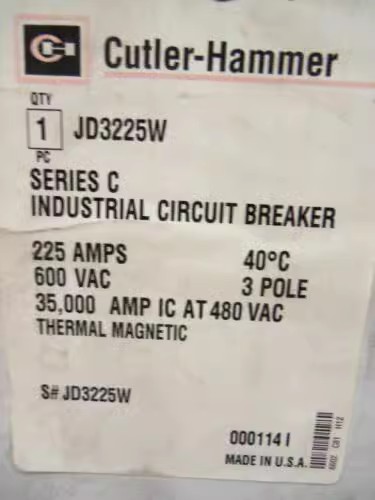 Cutler-Hammer
QTY
1 JD3225W
PC
SERIES C
INDUSTRIAL CIRCUIT BREAKER
225 AMPS 40°C
600 VAC 3 POLE
35,000 AMP IC AT 480 VAC
THERMAL MAGNETIC
S# JD3225W
000114 I
MADE IN U.S.A.